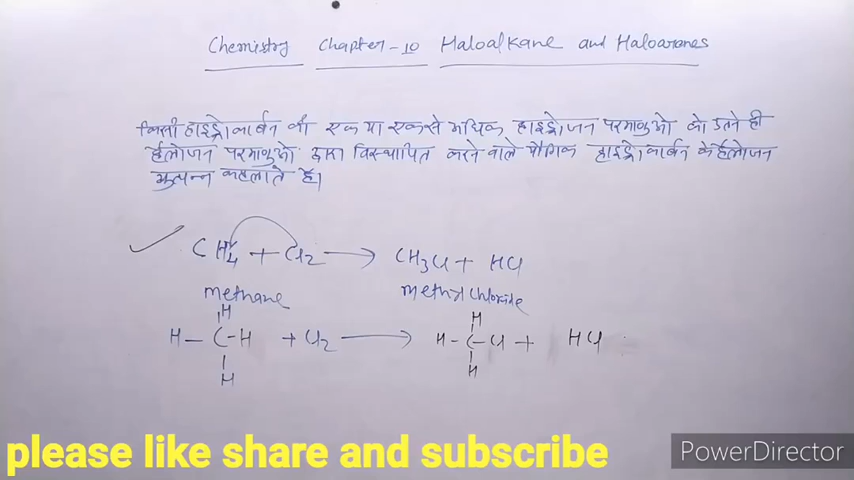 Chemistry Chapter-10 Haloalkane and Haloarenes
किसी हाइड्रोकार्बन की एक या एक से अधिक हाइड्रोजन परमाणुओ को उतने ही
हैलोजन परमाणुओ द्वारा विस्थापित करने वाले यौगिक हाइड्रोकार्बन के हैलोजन
व्युत्पन्न कहलाते है।
CH4 + Cl2 → CH3Cl + HCl
methane methyl chloride
H
H - C - H + Cl2 → H - C - Cl + HCl
H
H
H
please like share and subscribe
PowerDirector